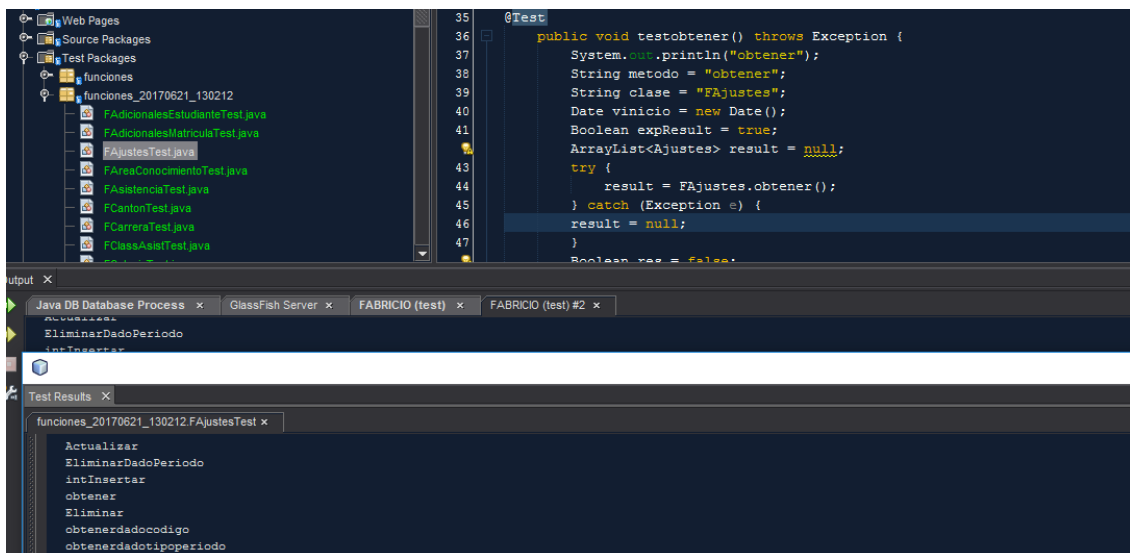 Web Pages
Source Packages
Test Packages
funciones
funciones_20170621_130212
FAdicionalesEstudianteTest.java
FAdicionalesMatriculaTest.java
FAjustesTest.java
FAreaConocimientoTest.java
FAsistenciaTest.java
FCantonTest.java
FCarreraTest.java
FClassAsistTest.java
35 @Test
36 public void testobtener() throws Exception {
37 System.out.println("obtener");
38 String metodo = "obtener";
39 String clase = "FAjustes";
40 Date vinicio = new Date();
41 Boolean expResult = true;
ArrayList<Ajustes> result = null;
43 try {
44 result = FAjustes.obtener();
45 } catch (Exception e) {
46 result = null;
47 }
Boolean res = false;
utput ×
Java DB Database Process × GlassFish Server × FABRICIO (test) × FABRICIO (test) #2 ×
Actualizar
EliminarDadoPeriodo
intInsertar
Test Results ×
funciones_20170621_130212.FAjustesTest ×
Actualizar
EliminarDadoPeriodo
intInsertar
obtener
Eliminar
obtenerdadocodigo
obtenerdadotipoperiodo